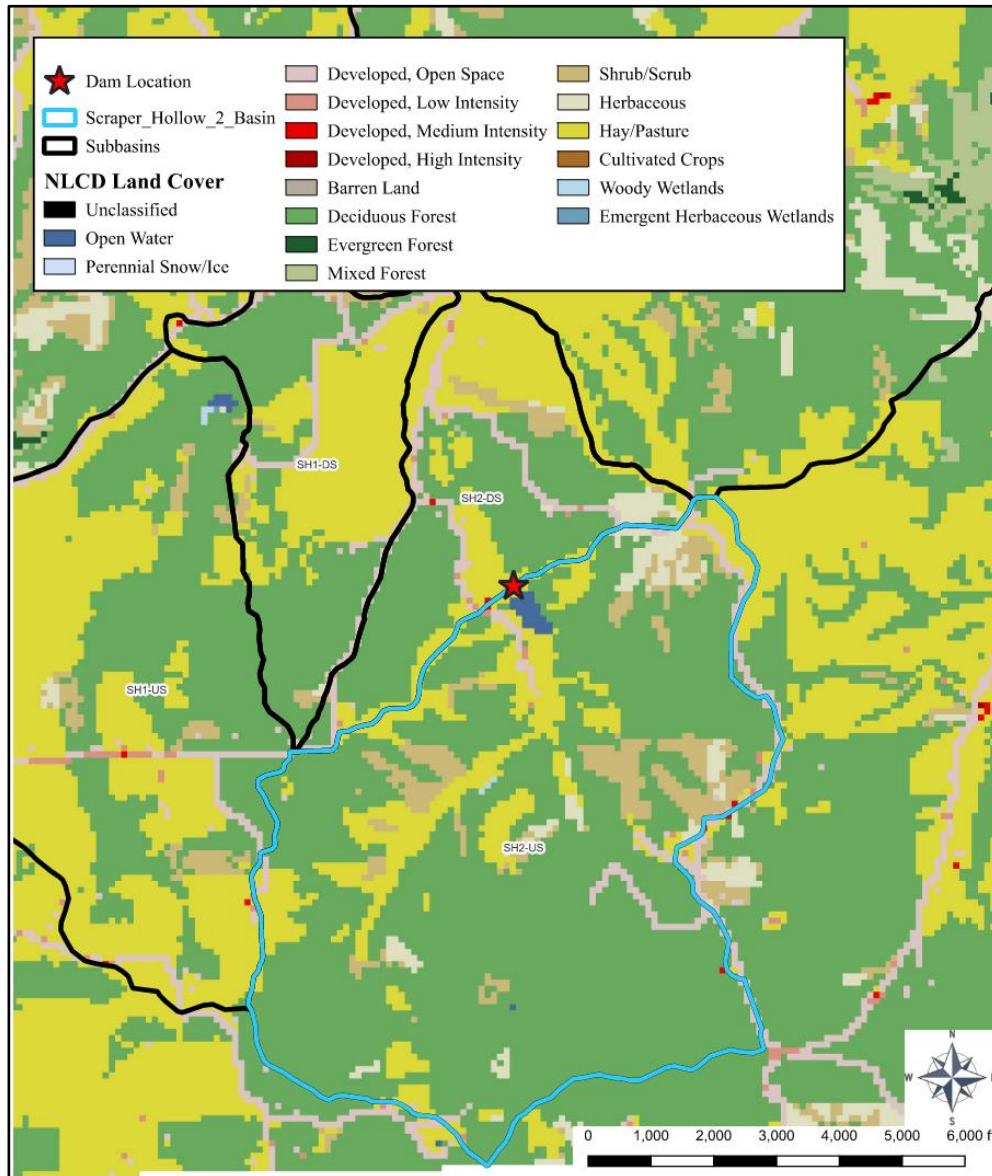 Dam Location
Scraper_Hollow_2_Basin
Subbasins
NLCD Land Cover
Unclassified
Open Water
Perennial Snow/Ice
Developed, Open Space
Developed, Low Intensity
Developed, Medium Intensity
Developed, High Intensity
Barren Land
Deciduous Forest
Evergreen Forest
Mixed Forest
Shrub/Scrub
Herbaceous
Hay/Pasture
Cultivated Crops
Woody Wetlands
Emergent Herbaceous Wetlands
SH1-DS
SH2-DS
SH1-US
SH2-US
N
W
S
0 1,000 2,000 3,000 4,000 5,000 6,000 f